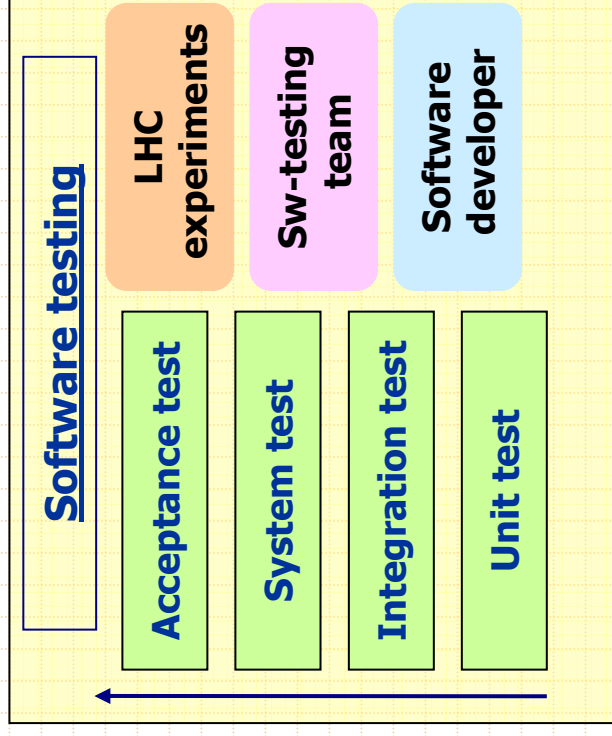 Software testing
Acceptance test
System test
Integration test
Unit test
LHC
experiments
Sw-testing
team
Software
developer